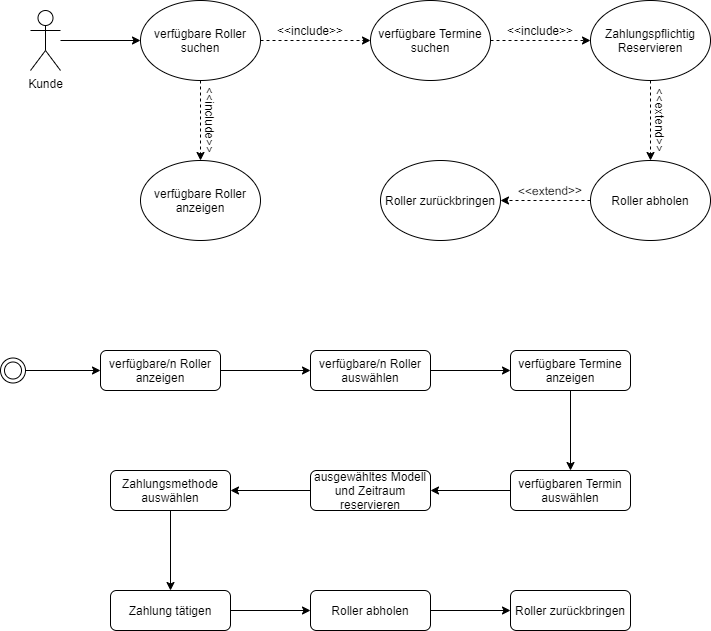 verfügbare Roller
suchen
<<include>>
verfügbare Termine
suchen
<<include>>
Zahlungspflichtig
Reservieren
Kunde
<<include>>
<<extend>>
verfügbare Roller
anzeigen
Roller zurückbringen
<<extend>>
Roller abholen
verfügbare/n Roller
anzeigen
verfügbare/n Roller
auswählen
verfügbare Termine
anzeigen
Zahlungsmethode
auswählen
ausgewähltes Modell
und Zeitraum
reservieren
verfügbaren Termin
auswählen
Zahlung tätigen
Roller abholen
Roller zurückbringen